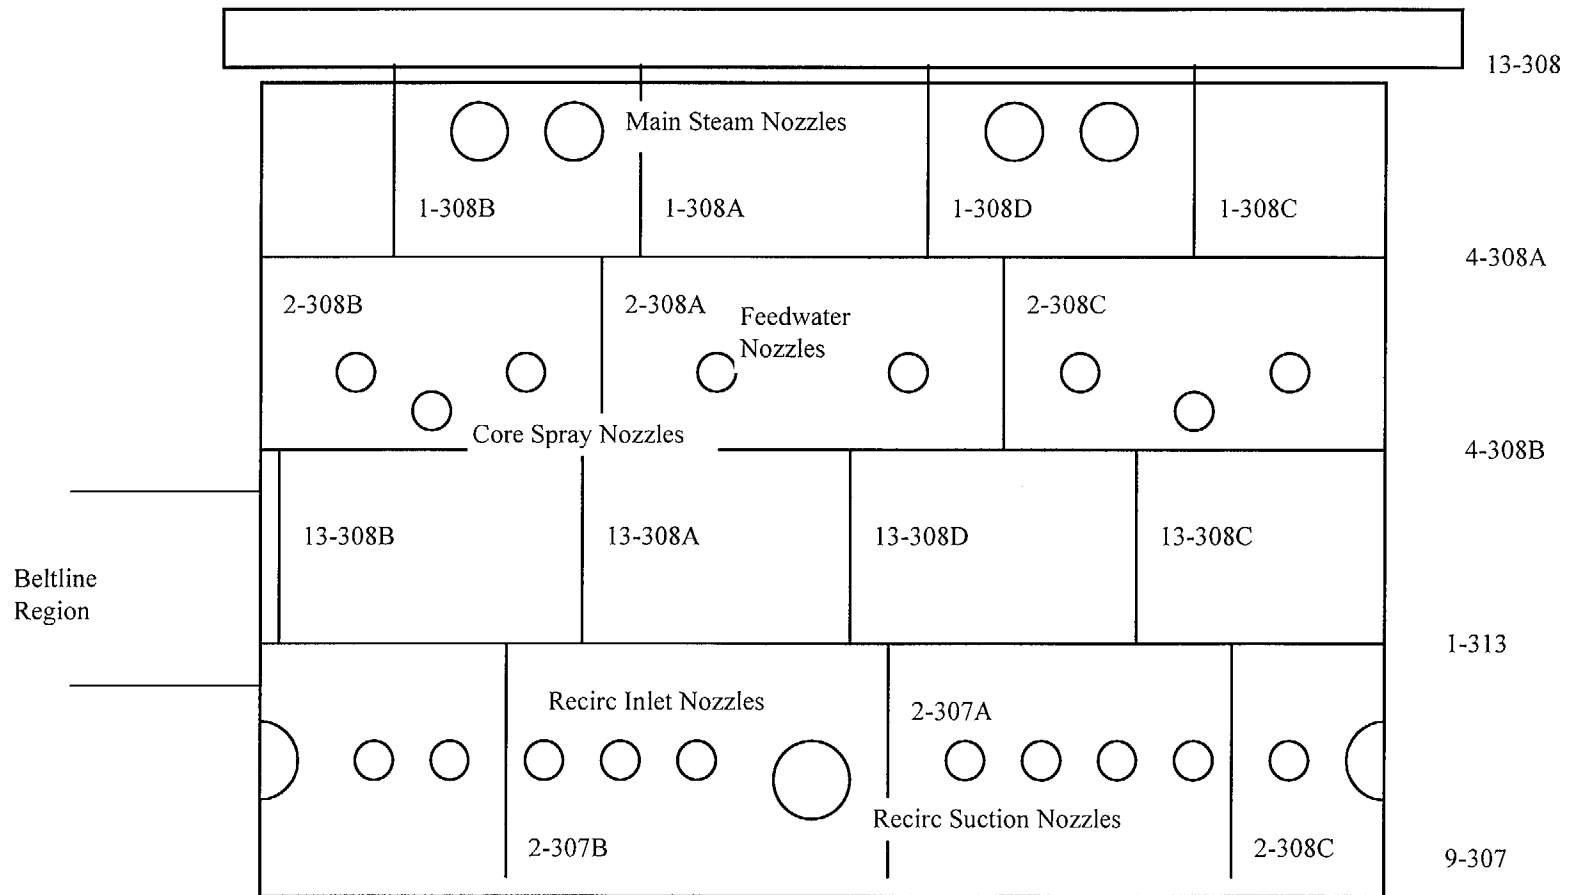 13-308
Main Steam Nozzles
1-308B
1-308A
1-308D
1-308C
4-308A
2-308B
2-308A
Feedwater
Nozzles
2-308C
Core Spray Nozzles
4-308B
13-308B
13-308A
13-308D
13-308C
Beltline
Region
1-313
Recirc Inlet Nozzles
2-307A
Recirc Suction Nozzles
2-307B
2-308C
9-307